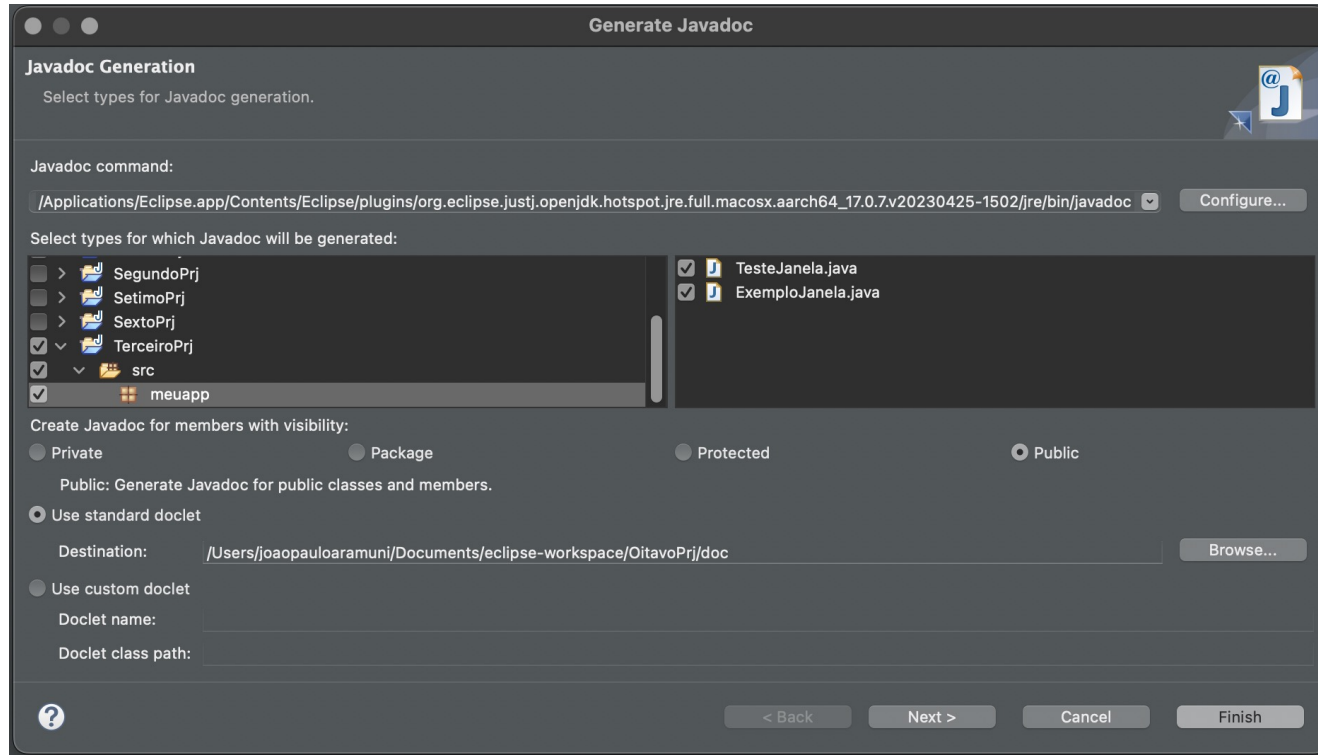 Generate Javadoc
Javadoc Generation
Select types for Javadoc generation.
@
J
Javadoc command:
/Applications/Eclipse.app/Contents/Eclipse/plugins/org.eclipse.justj.openjdk.hotspot.jre.full.macosx.aarch64_17.0.7.v20230425-1502/jre/bin/javadoc
Configure...
Select types for which Javadoc will be generated:
SegundoPrj
SetimoPrj
SextoPrj
TerceiroPrj
src
meuapp
TesteJanela.java
ExemploJanela.java
Create Javadoc for members with visibility:
Private Package Protected Public
Public: Generate Javadoc for public classes and members.
Use standard doclet
Destination: /Users/joaopauloaramuni/Documents/eclipse-workspace/OitavoPrj/doc Browse...
Use custom doclet
Doclet name:
Doclet class path:
? < Back Next > Cancel Finish